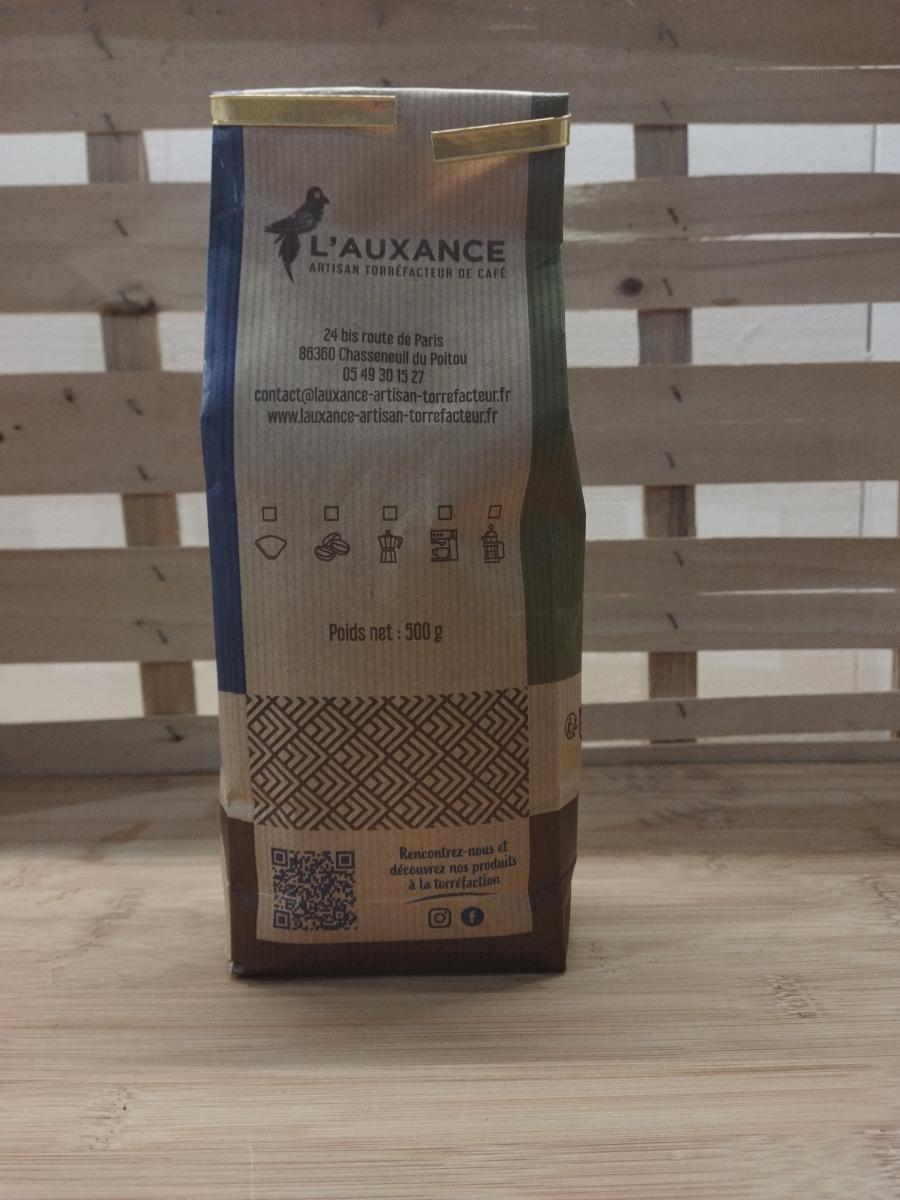 L'AUXANCE
ARTISAN TORRÉFACTEUR DE CAFÉ
24 bis route de Paris
86360 Chasseneuil du Poitou
05 49 30 15 27
contact@lauxance-artisan-torrefacteur.fr
www.lauxance-artisan-torrefacteur.fr
Poids net : 500 g
Rencontrez-nous et
découvrez nos produits
à la torréfaction